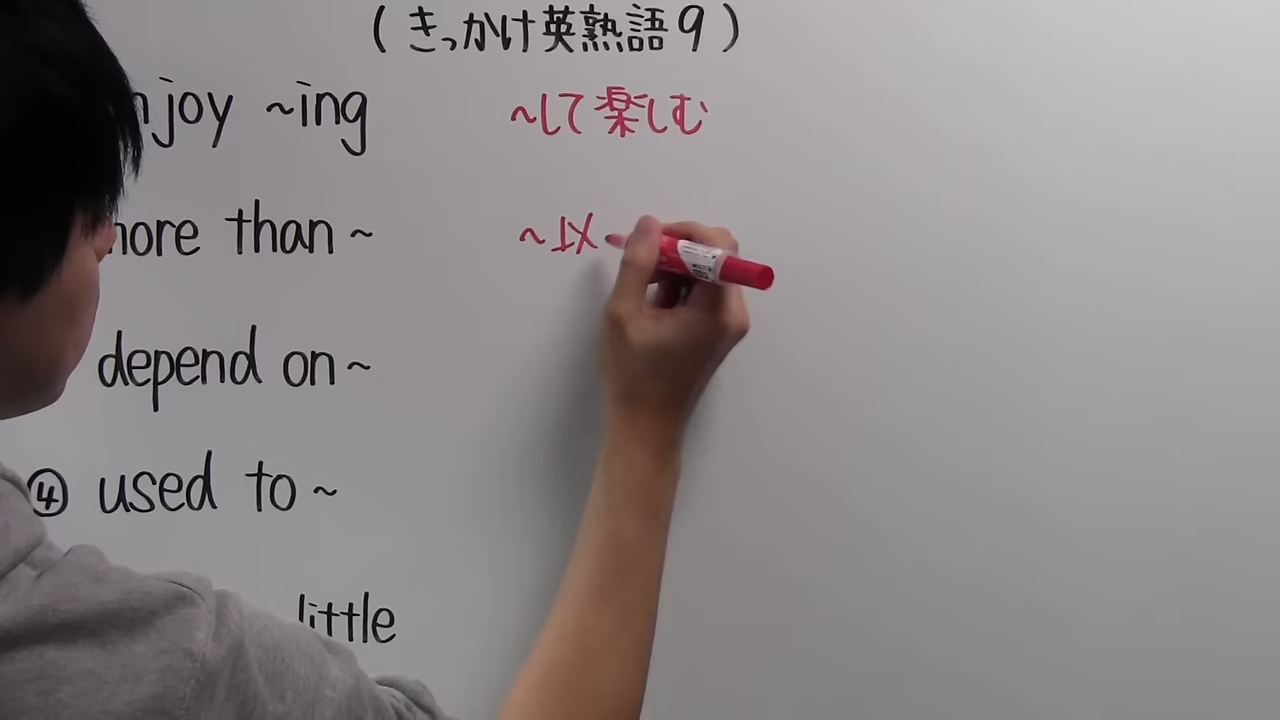 (きっかけ英熟語9)
njoy ~ing ~して楽しむ
more than ~ ~以
depend on ~
④ used to ~
little